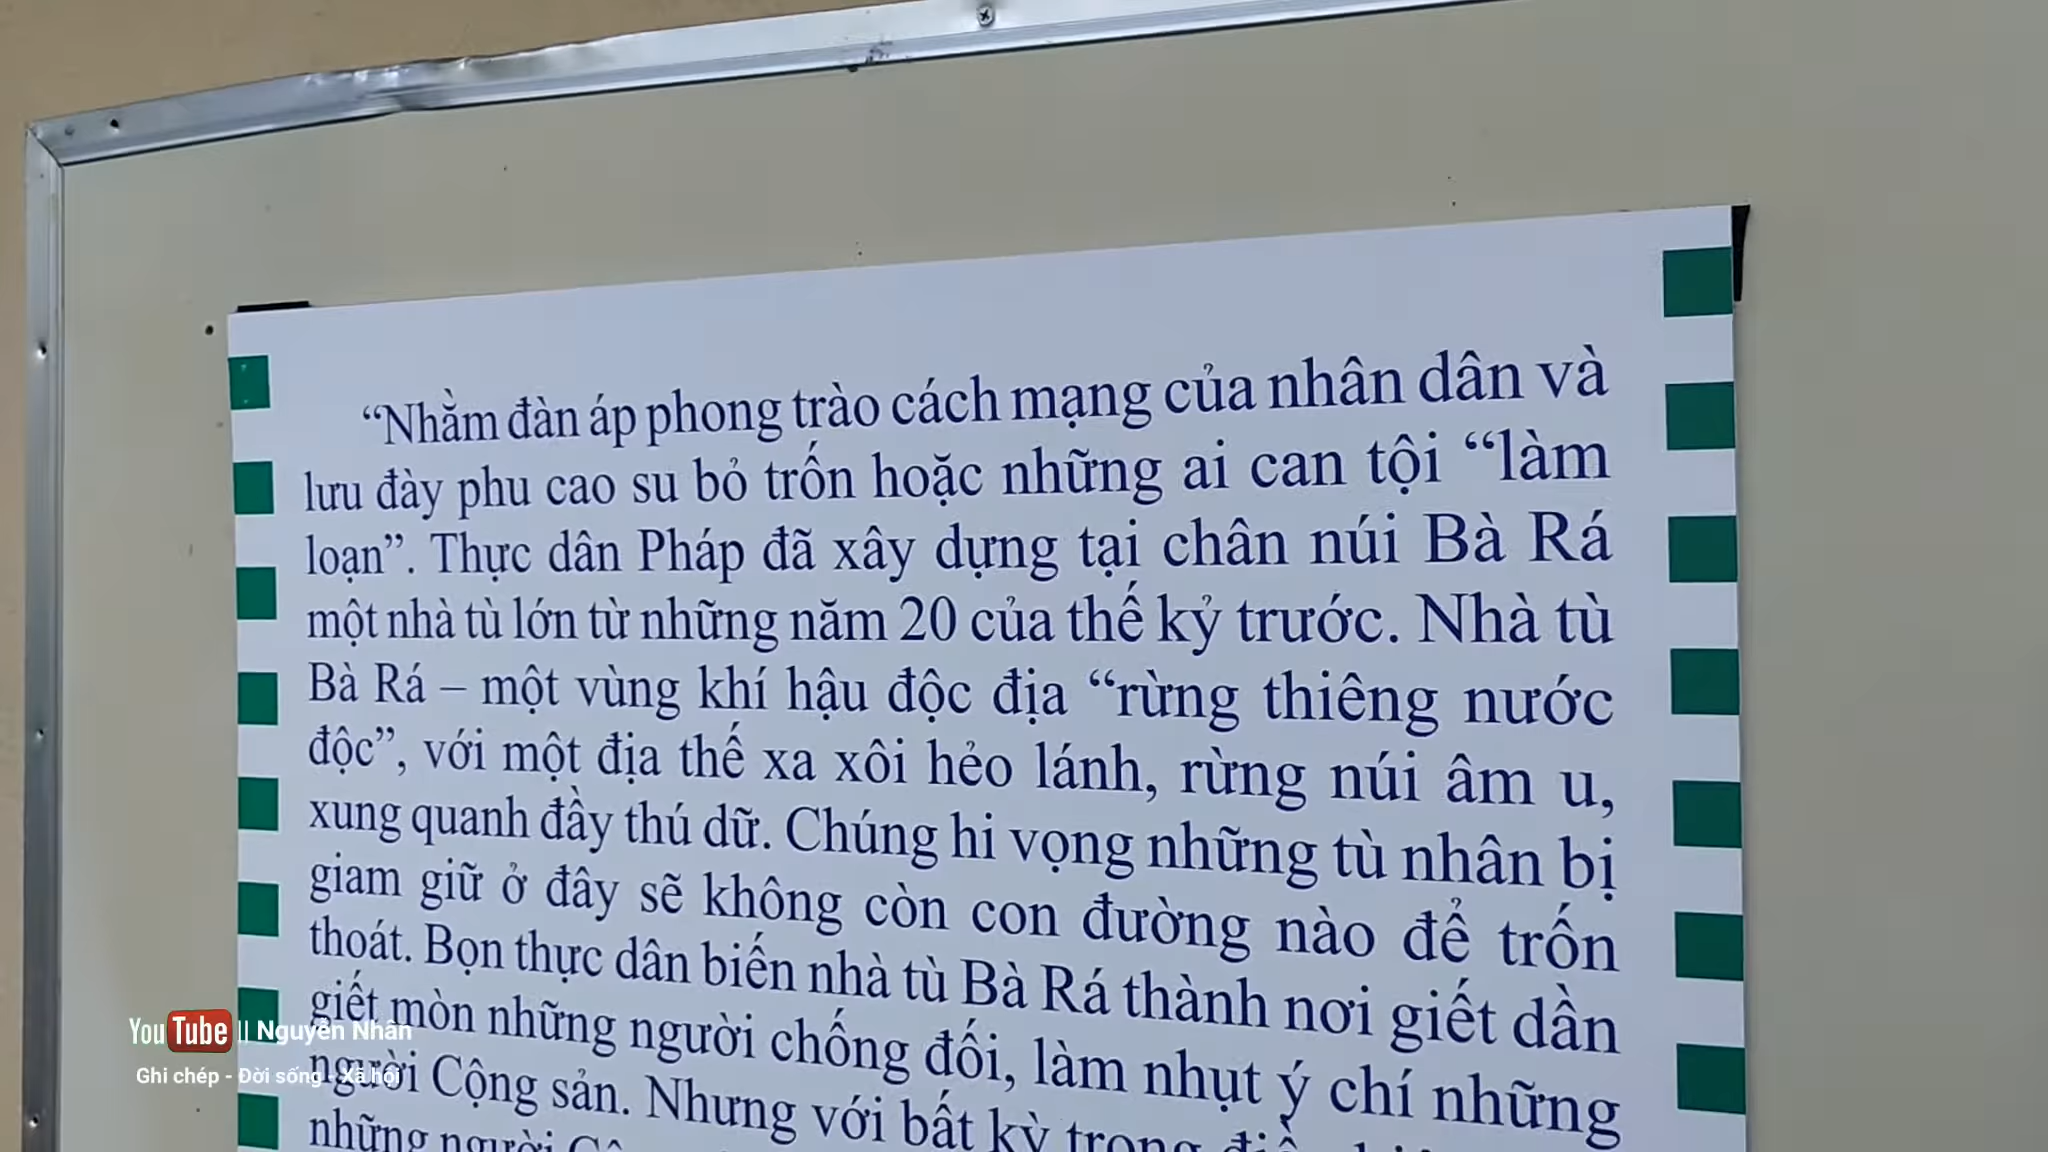 “Nhằm đàn áp phong trào cách mạng của nhân dân và
lưu đày phu cao su bỏ trốn hoặc những ai can tội “làm
loạn”. Thực dân Pháp đã xây dựng tại chân núi Bà Rá
một nhà tù lớn từ những năm 20 của thế kỷ trước. Nhà tù
Bà Rá – một vùng khí hậu độc địa “rừng thiêng nước
độc”, với một địa thế xa xôi hẻo lánh, rừng núi âm u,
xung quanh đầy thú dữ. Chúng hi vọng những tù nhân bị
giam giữ ở đây sẽ không còn con đường nào để trốn
thoát. Bọn thực dân biến nhà tù Bà Rá thành nơi giết dần
giết mòn những người chống đối, làm nhụt ý chí những
người Cộng sản. Nhưng với bất kỳ trong
những người
YouTube || Nguyễn Nhân
Ghi chép - Đời sống - Xã hội